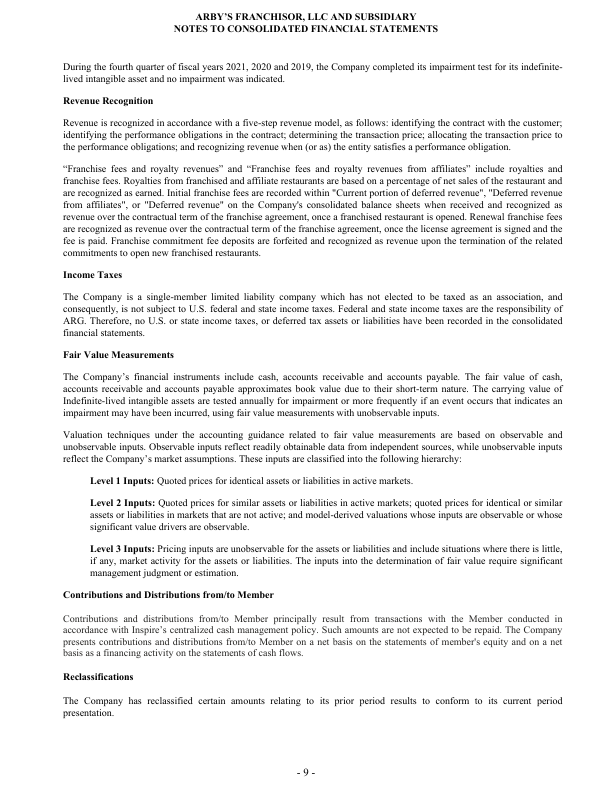 ARBY'S FRANCHISOR, LLC AND SUBSIDIARY
NOTES TO CONSOLIDATED FINANCIAL STATEMENTS
During the fourth quarter of fiscal years 2021, 2020 and 2019, the Company completed its impairment test for its indefinite-
lived intangible asset and no impairment was indicated.
Revenue Recognition
Revenue is recognized in accordance with a five-step revenue model, as follows: identifying the contract with the customer;
identifying the performance obligations in the contract; determining the transaction price; allocating the transaction price to
the performance obligations; and recognizing revenue when (or as) the entity satisfies a performance obligation.
“Franchise fees and royalty revenues” and “Franchise fees and royalty revenues from affiliates” include royalties and
franchise fees. Royalties from franchised and affiliate restaurants are based on a percentage of net sales of the restaurant and
are recognized as earned. Initial franchise fees are recorded within "Current portion of deferred revenue", "Deferred revenue
from affiliates", or "Deferred revenue" on the Company's consolidated balance sheets when received and recognized as
revenue over the contractual term of the franchise agreement, once a franchised restaurant is opened. Renewal franchise fees
are recognized as revenue over the contractual term of the franchise agreement, once the license agreement is signed and the
fee is paid. Franchise commitment fee deposits are forfeited and recognized as revenue upon the termination of the related
commitments to open new franchised restaurants.
Income Taxes
The Company is a single-member limited liability company which has not elected to be taxed as an association, and
consequently, is not subject to U.S. federal and state income taxes. Federal and state income taxes are the responsibility of
ARG. Therefore, no U.S. or state income taxes, or deferred tax assets or liabilities have been recorded in the consolidated
financial statements.
Fair Value Measurements
The Company’s financial instruments include cash, accounts receivable and accounts payable. The fair value of cash,
accounts receivable and accounts payable approximates book value due to their short-term nature. The carrying value of
Indefinite-lived intangible assets are tested annually for impairment or more frequently if an event occurs that indicates an
impairment may have been incurred, using fair value measurements with unobservable inputs.
Valuation techniques under the accounting guidance related to fair value measurements are based on observable and
unobservable inputs. Observable inputs reflect readily obtainable data from independent sources, while unobservable inputs
reflect the Company’s market assumptions. These inputs are classified into the following hierarchy:
Level 1 Inputs: Quoted prices for identical assets or liabilities in active markets.
Level 2 Inputs: Quoted prices for similar assets or liabilities in active markets; quoted prices for identical or similar
assets or liabilities in markets that are not active; and model-derived valuations whose inputs are observable or whose
significant value drivers are observable.
Level 3 Inputs: Pricing inputs are unobservable for the assets or liabilities and include situations where there is little,
if any, market activity for the assets or liabilities. The inputs into the determination of fair value require significant
management judgment or estimation.
Contributions and Distributions from/to Member
Contributions and distributions from/to Member principally result from transactions with the Member conducted in
accordance with Inspire’s centralized cash management policy. Such amounts are not expected to be repaid. The Company
presents contributions and distributions from/to Member on a net basis on the statements of member's equity and on a net
basis as a financing activity on the statements of cash flows.
Reclassifications
The Company has reclassified certain amounts relating to its prior period results to conform to its current period
presentation.
- 9 -